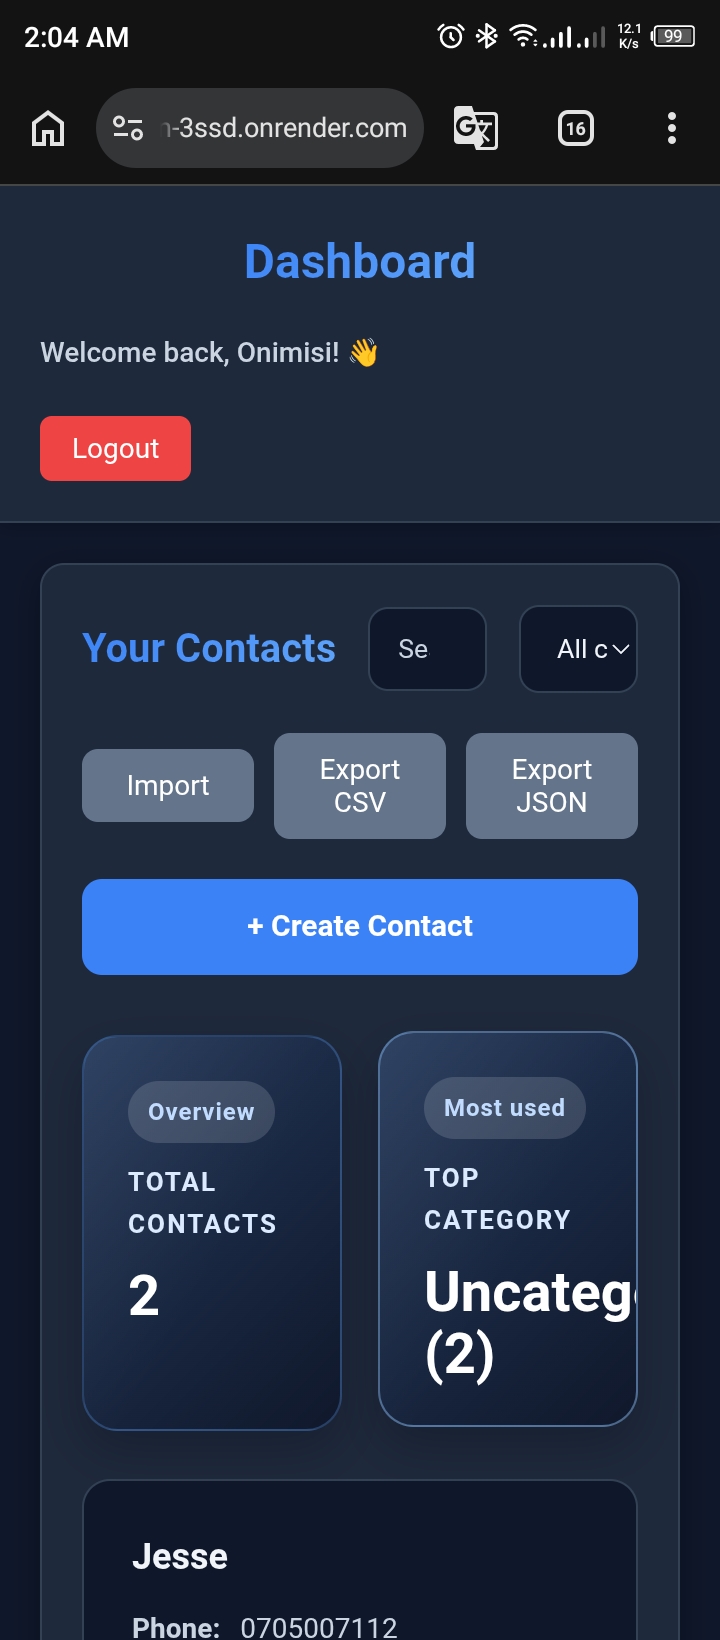 2:04 AM
12.1
K/s
99
-3ssd.onrender.com
16
Dashboard
Welcome back, Onimisi! 👋
Logout
Your Contacts
Se
All c
Import
Export
CSV
Export
JSON
+ Create Contact
Overview
TOTAL
CONTACTS
2
Most used
TOP
CATEGORY
Uncateg
(2)
Jesse
Phone: 0705007112